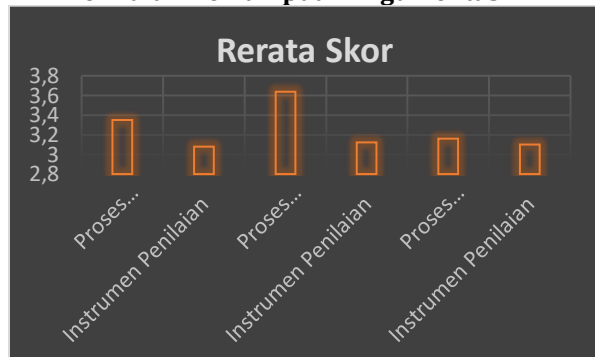 Rerata Skor
3,8
3,6
3,4
3,2
3
2,8
Proses...
Instrumen Penilaian
Proses...
Instrumen Penilaian
Proses...
Instrumen Penilaian